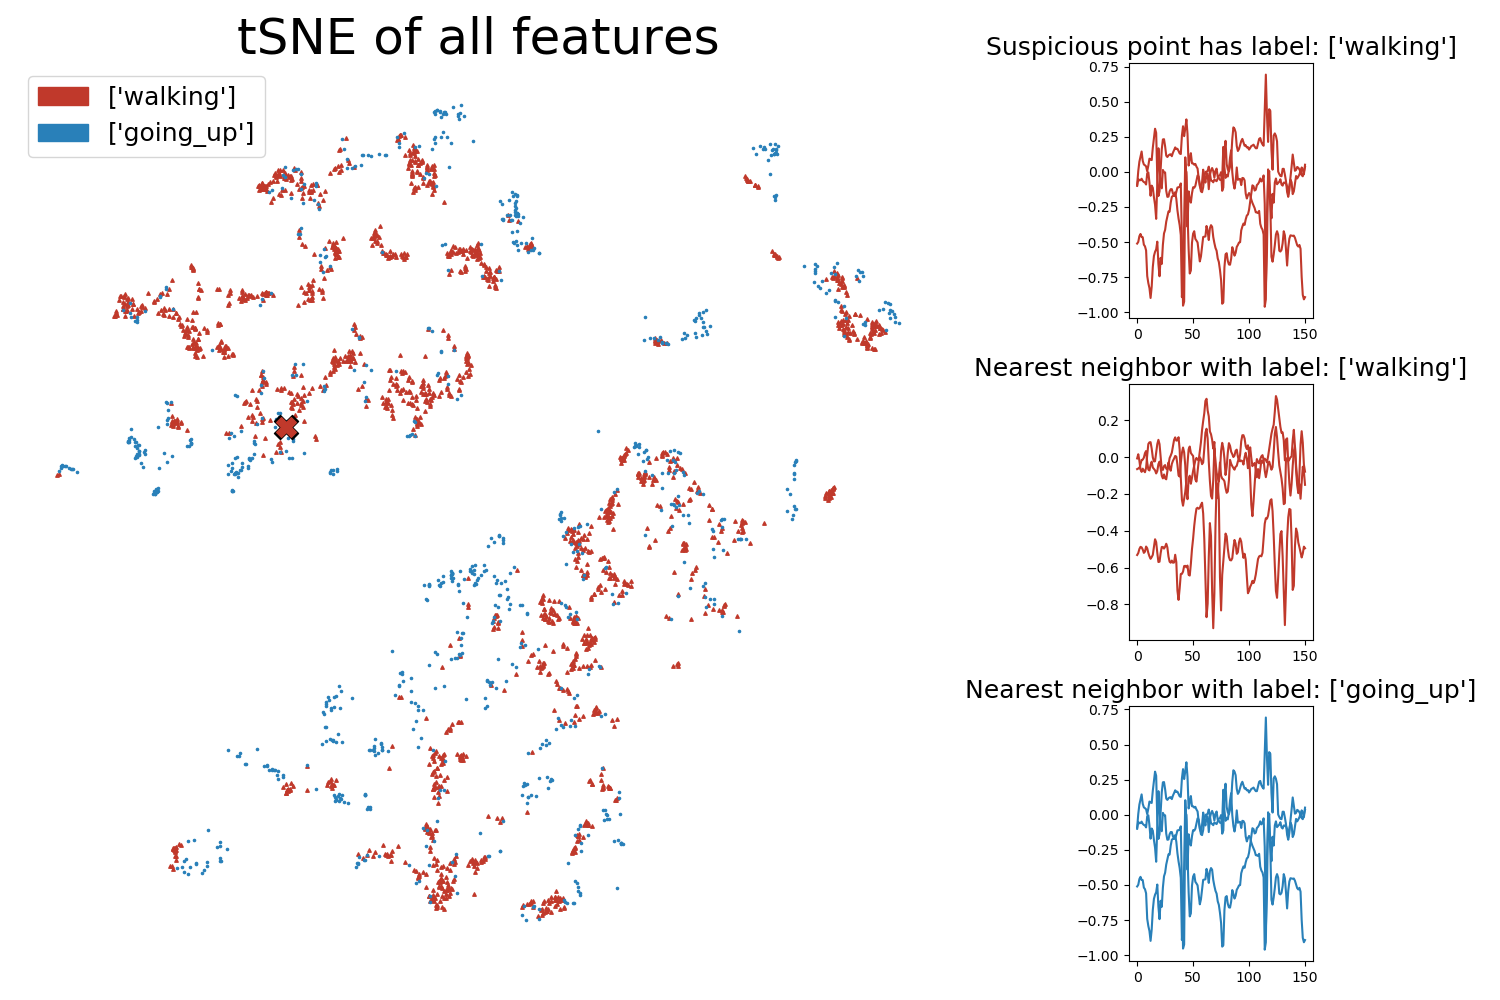 tSNE of all features
['walking']
['going_up']
Suspicious point has label: ['walking']
0.75
0.50
0.25
0.00
−0.25
−0.50
−0.75
−1.00
0 50 100 150
Nearest neighbor with label: ['walking']
0.2
0.0
−0.2
−0.4
−0.6
−0.8
0 50 100 150
Nearest neighbor with label: ['going_up']
0.75
0.50
0.25
0.00
−0.25
−0.50
−0.75
−1.00
0 50 100 150